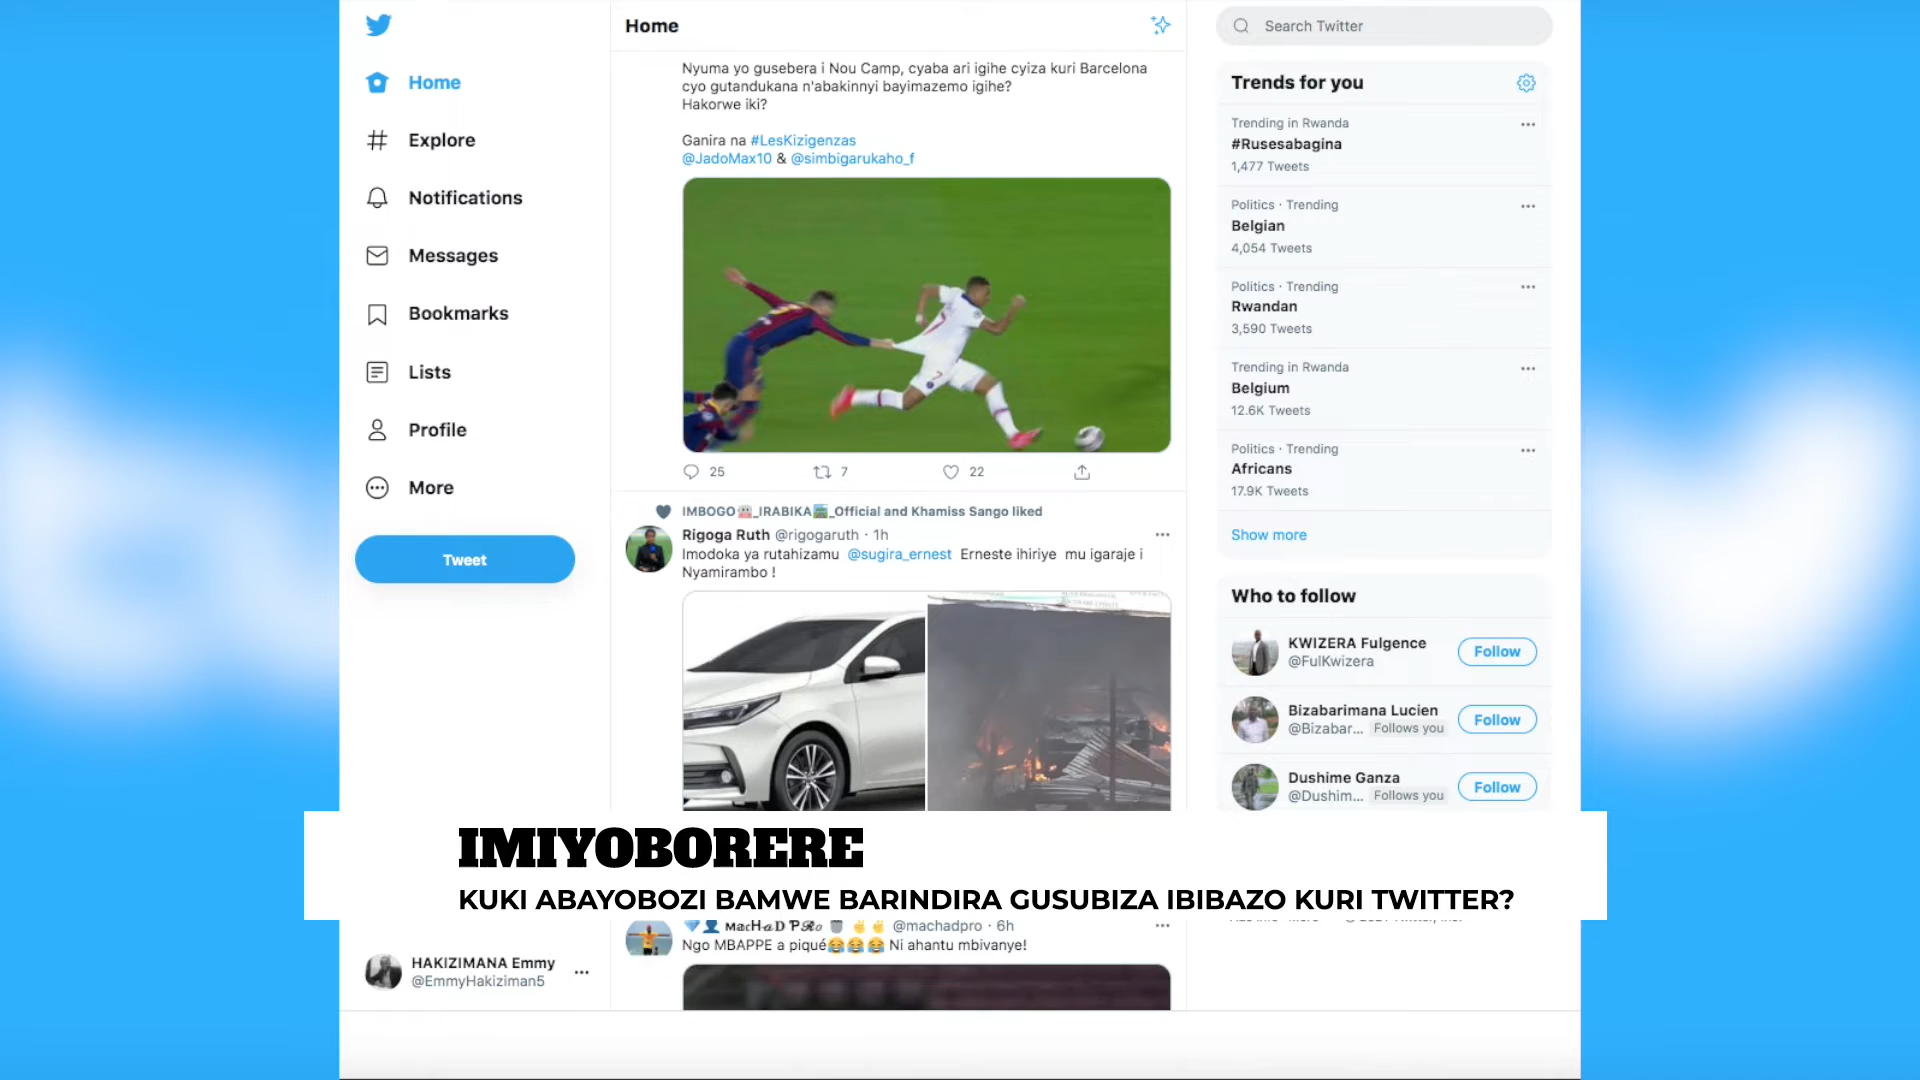 Home
Explore
Notifications
Messages
Bookmarks
Lists
Profile
More
Tweet
HAKIZIMANA Emmy
@EmmyHakiziman5
Home
Nyuma yo gusebera i Nou Camp, cyaba ari igihe cyiza kuri Barcelona
cyo gutandukana n'abakinnyi bayimazemo igihe?
Hakorwe iki?
Ganira na #LesKizigenzas
@JadoMax10 & @simbigarukaho_f
25 7 22
IMBOGO🐽_IRABIKA🏞_Official and Khamiss Sango liked
Rigoga Ruth @rigogaruth · 1h
Imodoka ya rutahizamu @sugira_ernest Erneste ihiriye mu igaraje i
Nyamirambo !
@machadpro · 6h
Ngo MBAPPE a piqué😂😂😂 Ni ahantu mbivanye!
Search Twitter
Trends for you
Trending in Rwanda
#Rusesabagina
1,477 Tweets
Politics · Trending
Belgian
4,054 Tweets
Politics · Trending
Rwandan
3,590 Tweets
Trending in Rwanda
Belgium
12.6K Tweets
Politics · Trending
Africans
17.9K Tweets
Show more
Who to follow
KWIZERA Fulgence
@FulKwizera
Follow
Bizabarimana Lucien
@Bizabar... Follows you
Follow
Dushime Ganza
@Dushim... Follows you
Follow
IMIYOBORERE
KUKI ABAYOBOZI BAMWE BARINDIRA GUSUBIZA IBIBAZO KURI TWITTER?